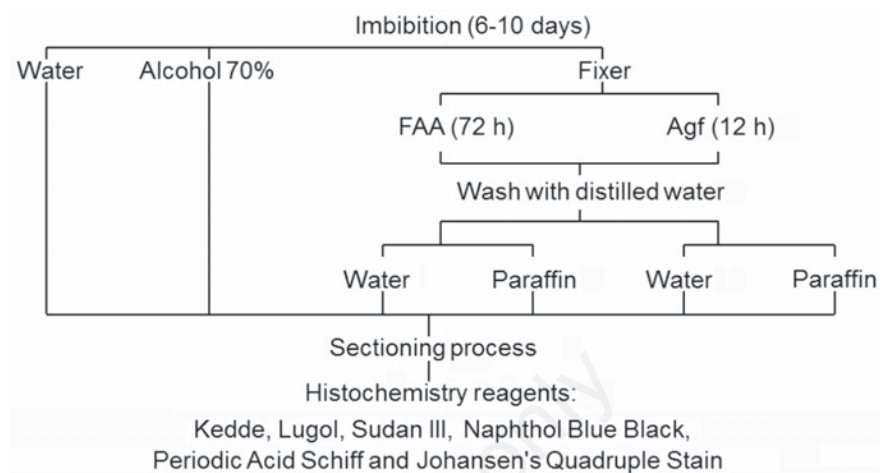 Imbibition (6-10 days)
Water Alcohol 70% Fixer
FAA (72 h) Agf (12 h)
Wash with distilled water
Water Paraffin Water Paraffin
Sectioning process
Histochemistry reagents:
Kedde, Lugol, Sudan III, Naphthol Blue Black,
Periodic Acid Schiff and Johansen's Quadruple Stain
only